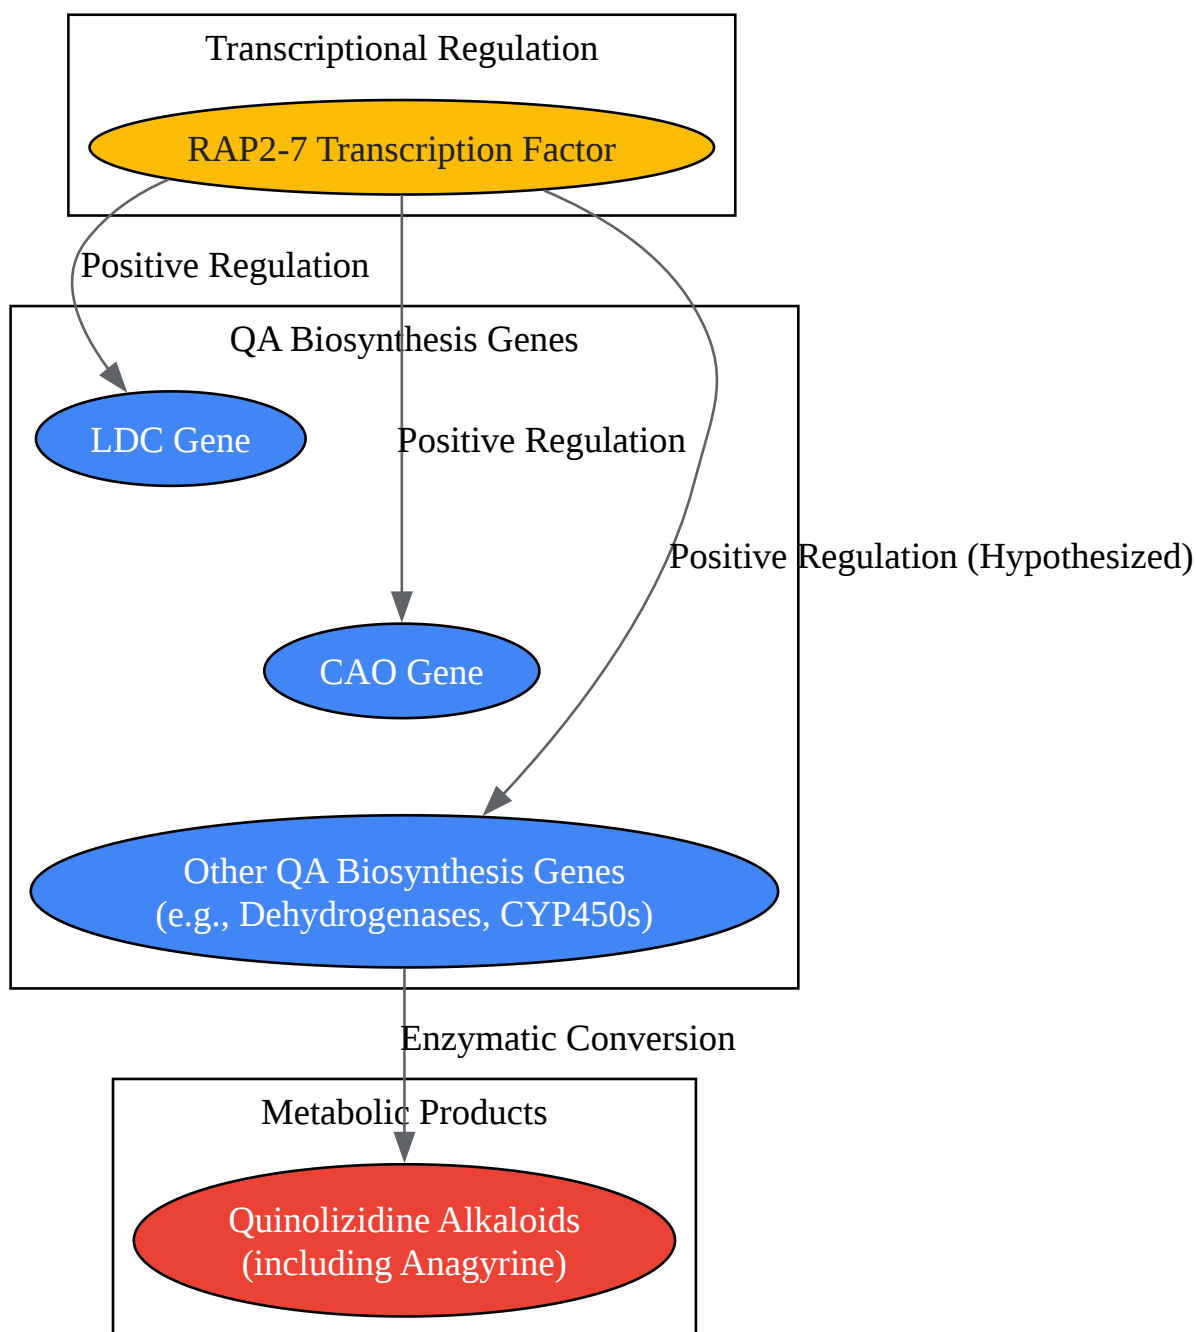 Transcriptional Regulation
RAP2-7 Transcription Factor
Positive Regulation
QA Biosynthesis Genes
LDC Gene
Positive Regulation
Positive Regulation (Hypothesized)
CAO Gene
Other QA Biosynthesis Genes
(e.g., Dehydrogenases, CYP450s)
Enzymatic Conversion
Metabolic Products
Quinolizidine Alkaloids
(including Anagyrine)